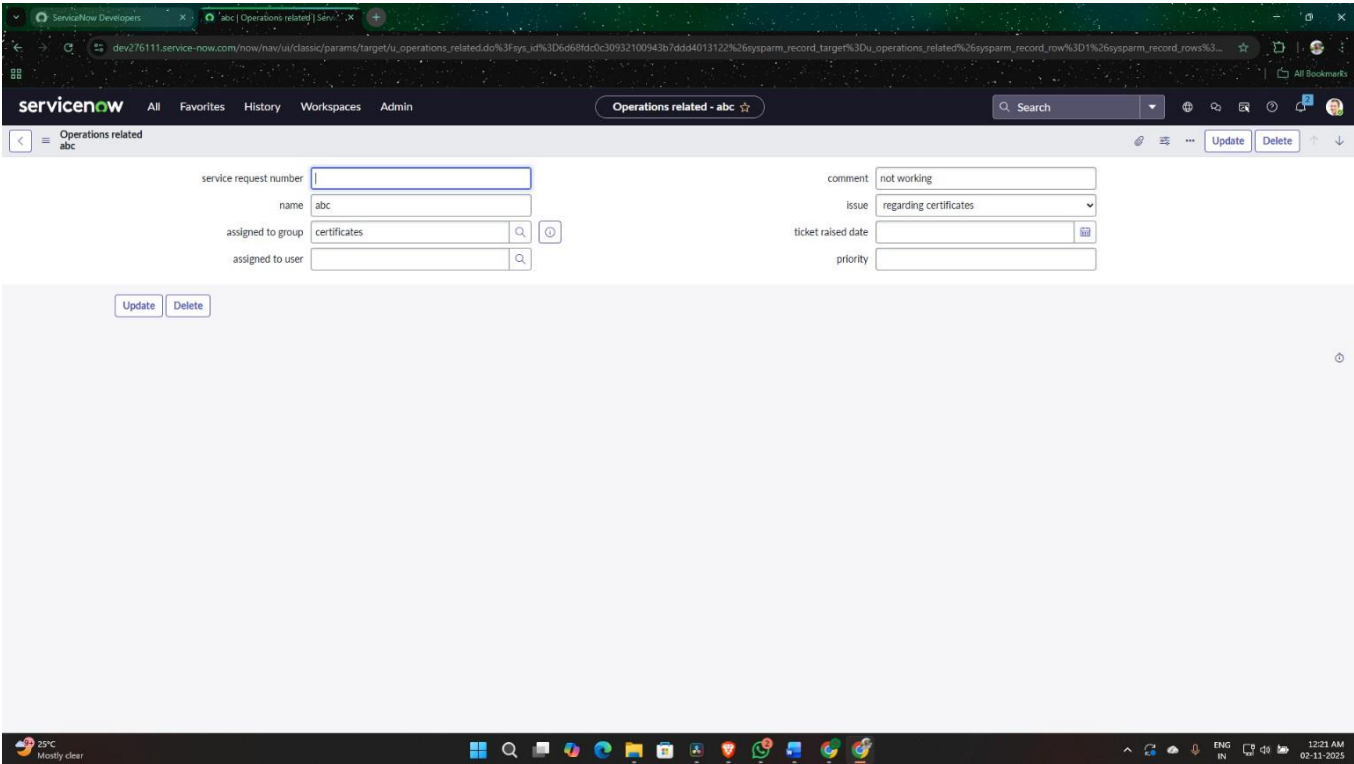 ServiceNow Developers
abc | Operations related | Serv
dev276111.service-now.com/now/nav/ui/classic/params/target/u_operations_related.do%3Fsys_id%3D6d68fdc0c30932100943b7ddd4013122%26sysparm_record_target%3Du_operations_related%26sysparm_record_row%3D1%26sysparm_record_rows%3...
All Bookmarks
servicenow All Favorites History Workspaces Admin Operations related - abc Search 2
Operations related
abc
Update Delete
service request number
comment not working
name abc
issue regarding certificates
assigned to group certificates
ticket raised date
assigned to user
priority
Update Delete
25°C
Mostly clear
2
ENG
IN
12:21 AM
02-11-2025